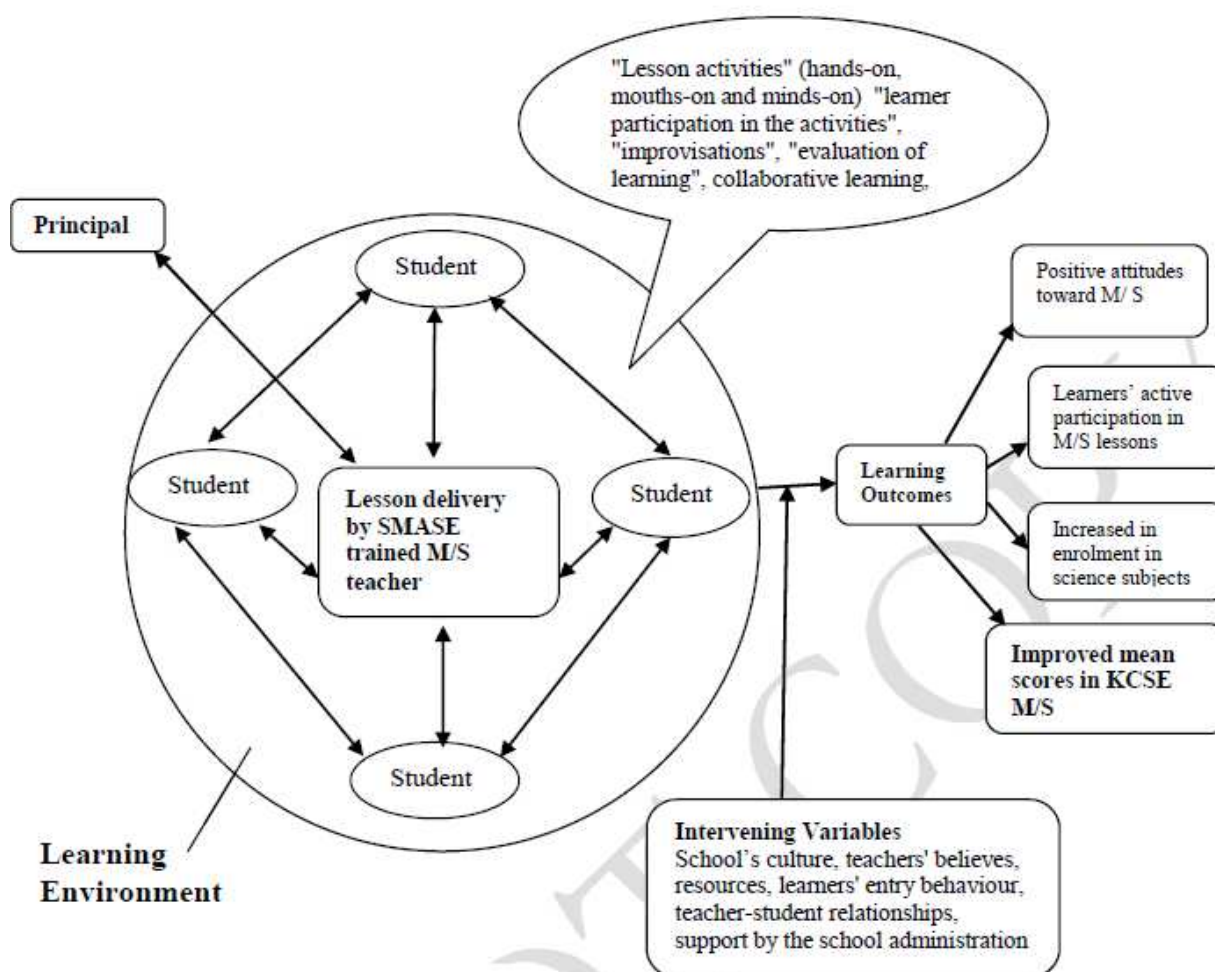 "Lesson activities" (hands-on,
mouths-on and minds-on) "learner
participation in the activities",
"improvisations", "evaluation of
learning", collaborative learning,
Principal
Student
Student
Lesson delivery
by SMASE
trained M/S
teacher
Student
Student
Learning
Environment
Learning
Outcomes
Positive attitudes
toward M/ S
Learners' active
participation in
M/S lessons
Increased in
enrolment in
science subjects
Improved mean
scores in KCSE
M/S
Intervening Variables
School's culture, teachers' believes,
resources, learners' entry behaviour,
teacher-student relationships,
support by the school administration